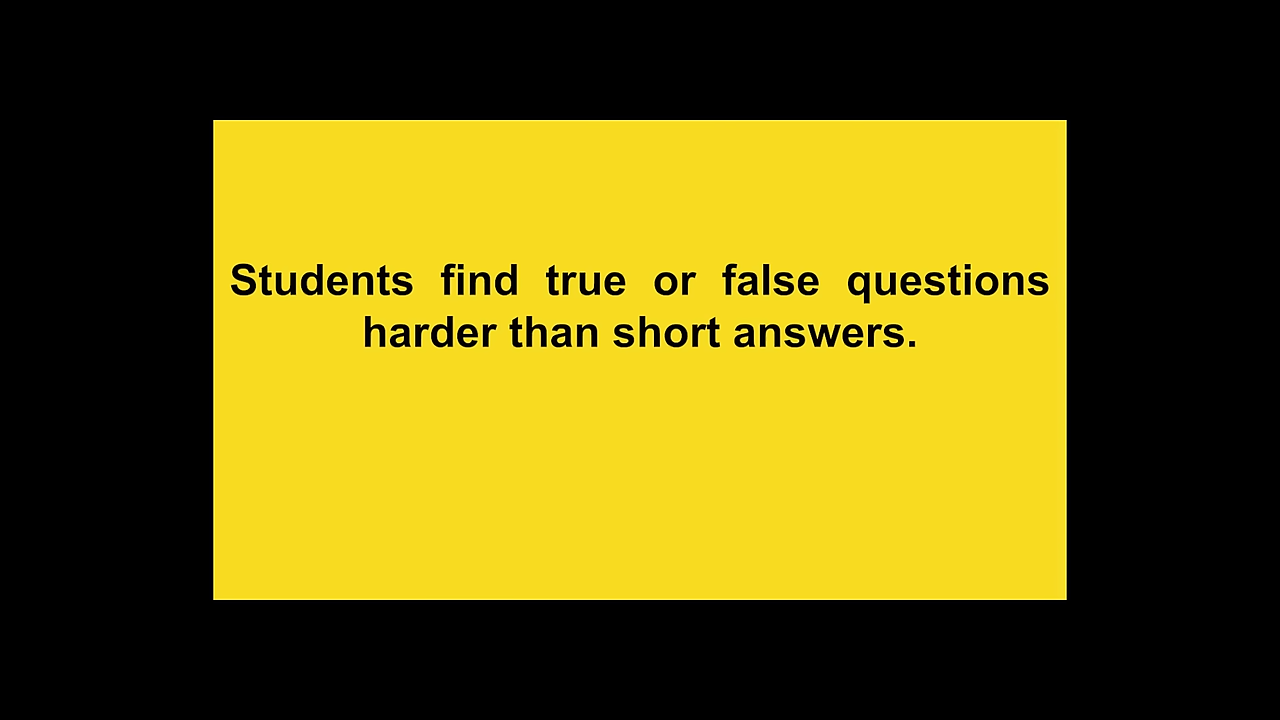 Students find true or false questions
harder than short answers.